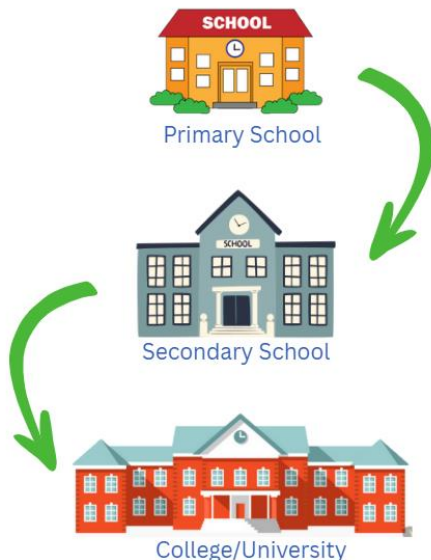 SCHOOL
Primary School
SCHOOL
Secondary School
College/University